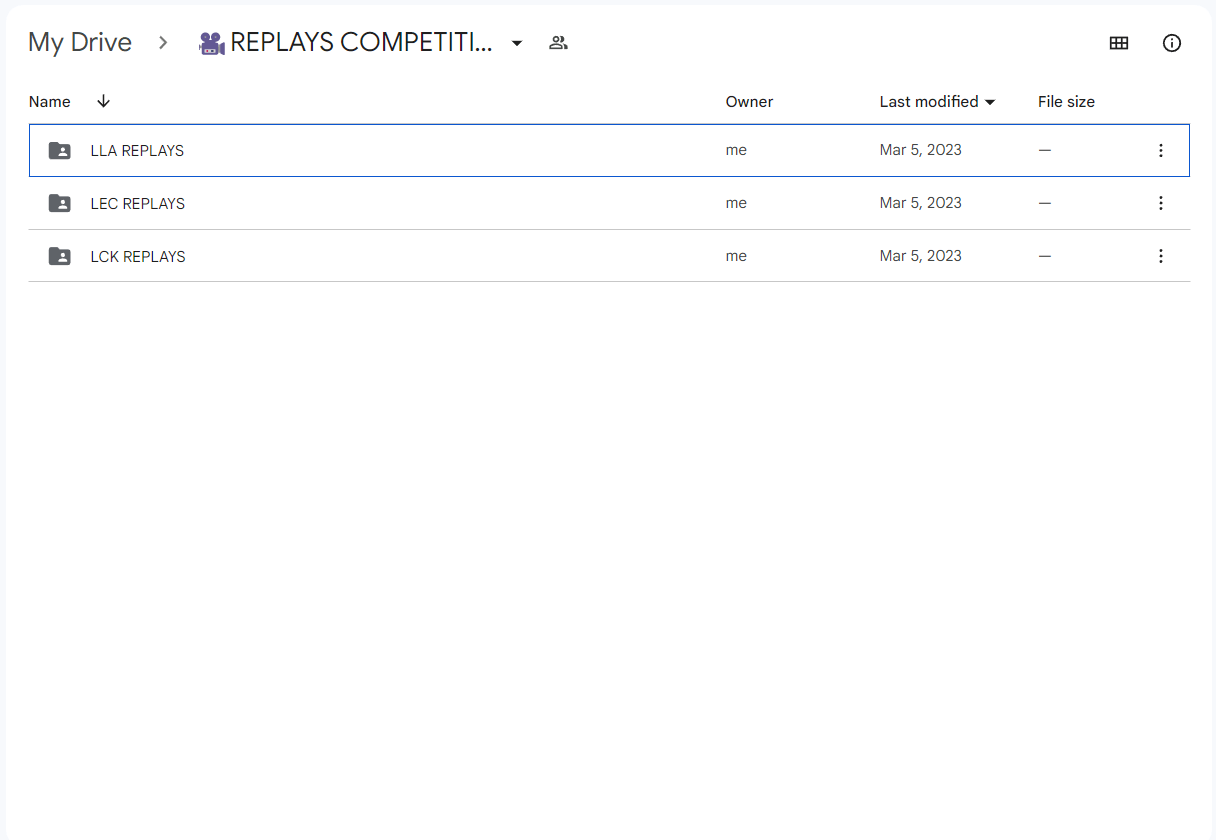 My Drive > REPLAYS COMPETITI...
Name Owner Last modified File size
LLA REPLAYS me Mar 5, 2023 —
LEC REPLAYS me Mar 5, 2023 —
LCK REPLAYS me Mar 5, 2023 —